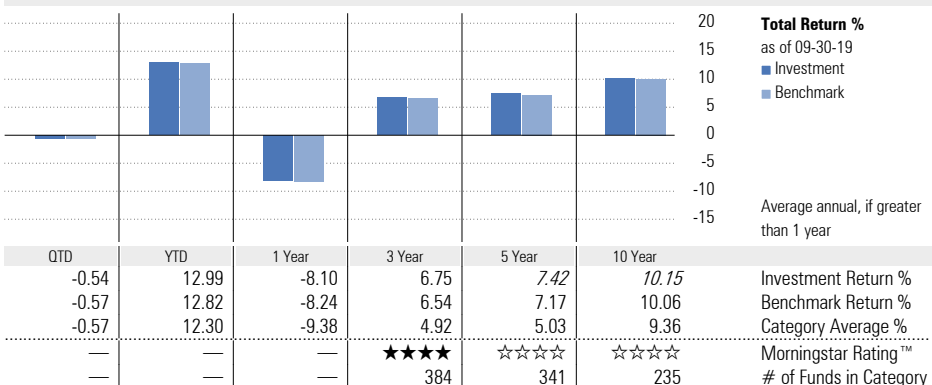 20
15
10
5
0
-5
-10
-15
Total Return %
as of 09-30-19
■ Investment
■ Benchmark
Average annual, if greater
than 1 year
QTD YTD 1 Year 3 Year 5 Year 10 Year
-0.54 12.99 -8.10 6.75 7.42 10.15 Investment Return %
-0.57 12.82 -8.24 6.54 7.17 10.06 Benchmark Return %
-0.57 12.30 -9.38 4.92 5.03 9.36 Category Average %
— — — ★★★★ ☆☆☆☆ ☆☆☆☆ Morningstar Rating™
— — — 384 341 235 # of Funds in Category